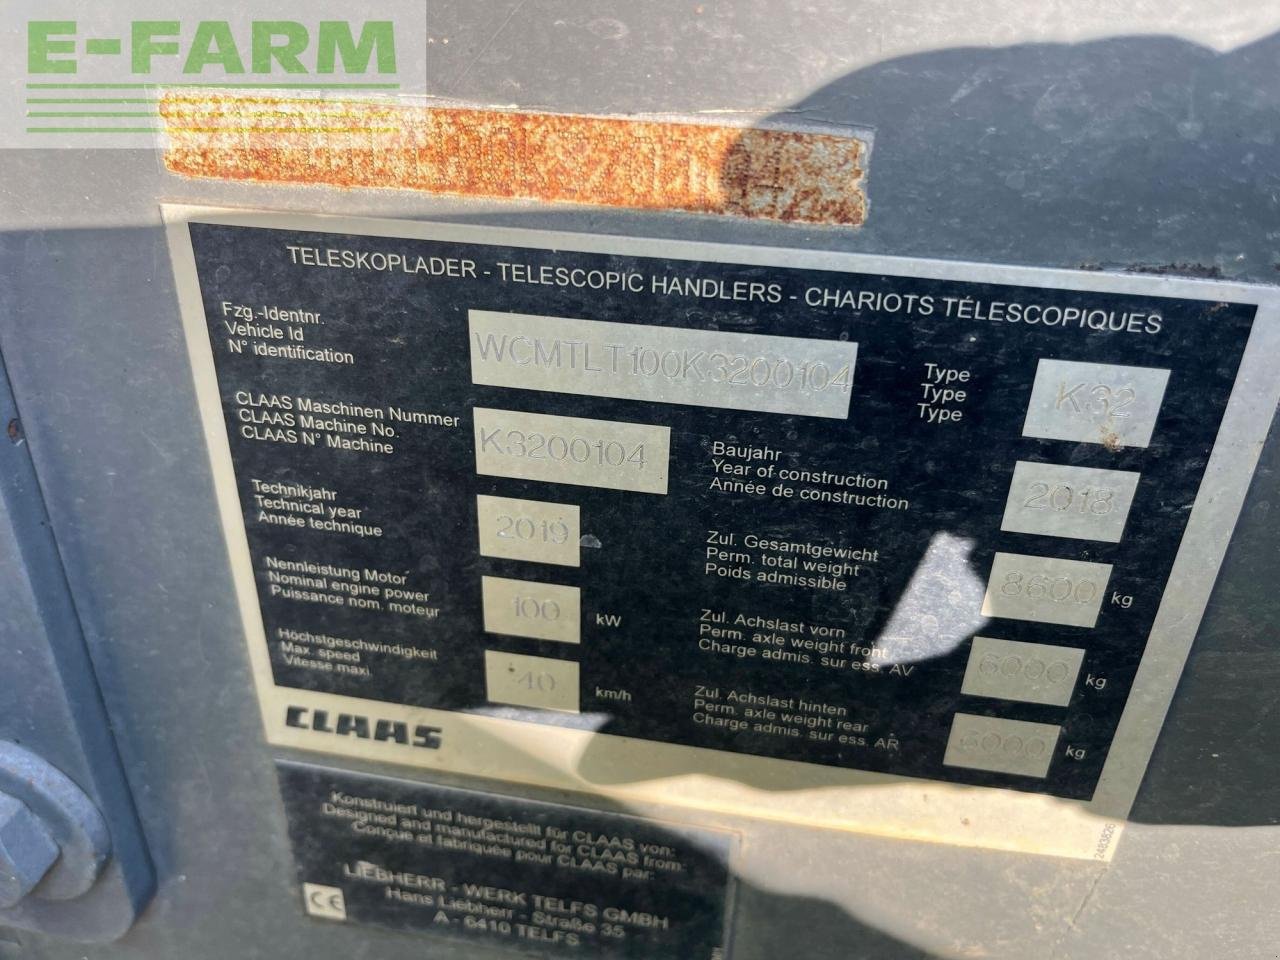 E-FARM
TELESKOPLADER - TELESCOPIC HANDLERS - CHARIOTS TÉLESCOPIQUES
Fzg.-Identnr.
Vehicle Id
N° identification
WCMTLT100K3200104
Type
Type
Type
K32
CLAAS Maschinen Nummer
CLAAS Machine No.
CLAAS N° Machine
K3200104
Baujahr
Year of construction
Année de construction
2018
Technikjahr
Technical year
Année technique
2019
Zul. Gesamtgewicht
Perm. total weight
Poids admissible
8600 kg
Nennleistung Motor
Nominal engine power
Puissance nom. moteur
100 kW
Zul. Achslast vorn
Perm. axle weight front
Charge admis. sur ess. AV
6000 kg
Höchstgeschwindigkeit
Max. speed
Vitesse maxi
40 km/h
Zul. Achslast hinten
Perm. axle weight rear
Charge admis. sur ess. AR
6000 kg
CLAAS
2483826
Konstruiert und hergestellt für CLAAS von:
Designed and manufactured for CLAAS from:
Conçue et fabriquée pour CLAAS par:
LIEBHERR - WERK TELFS GMBH
Hans Liebherr - Straße 35
A - 6410 TELFS
CE